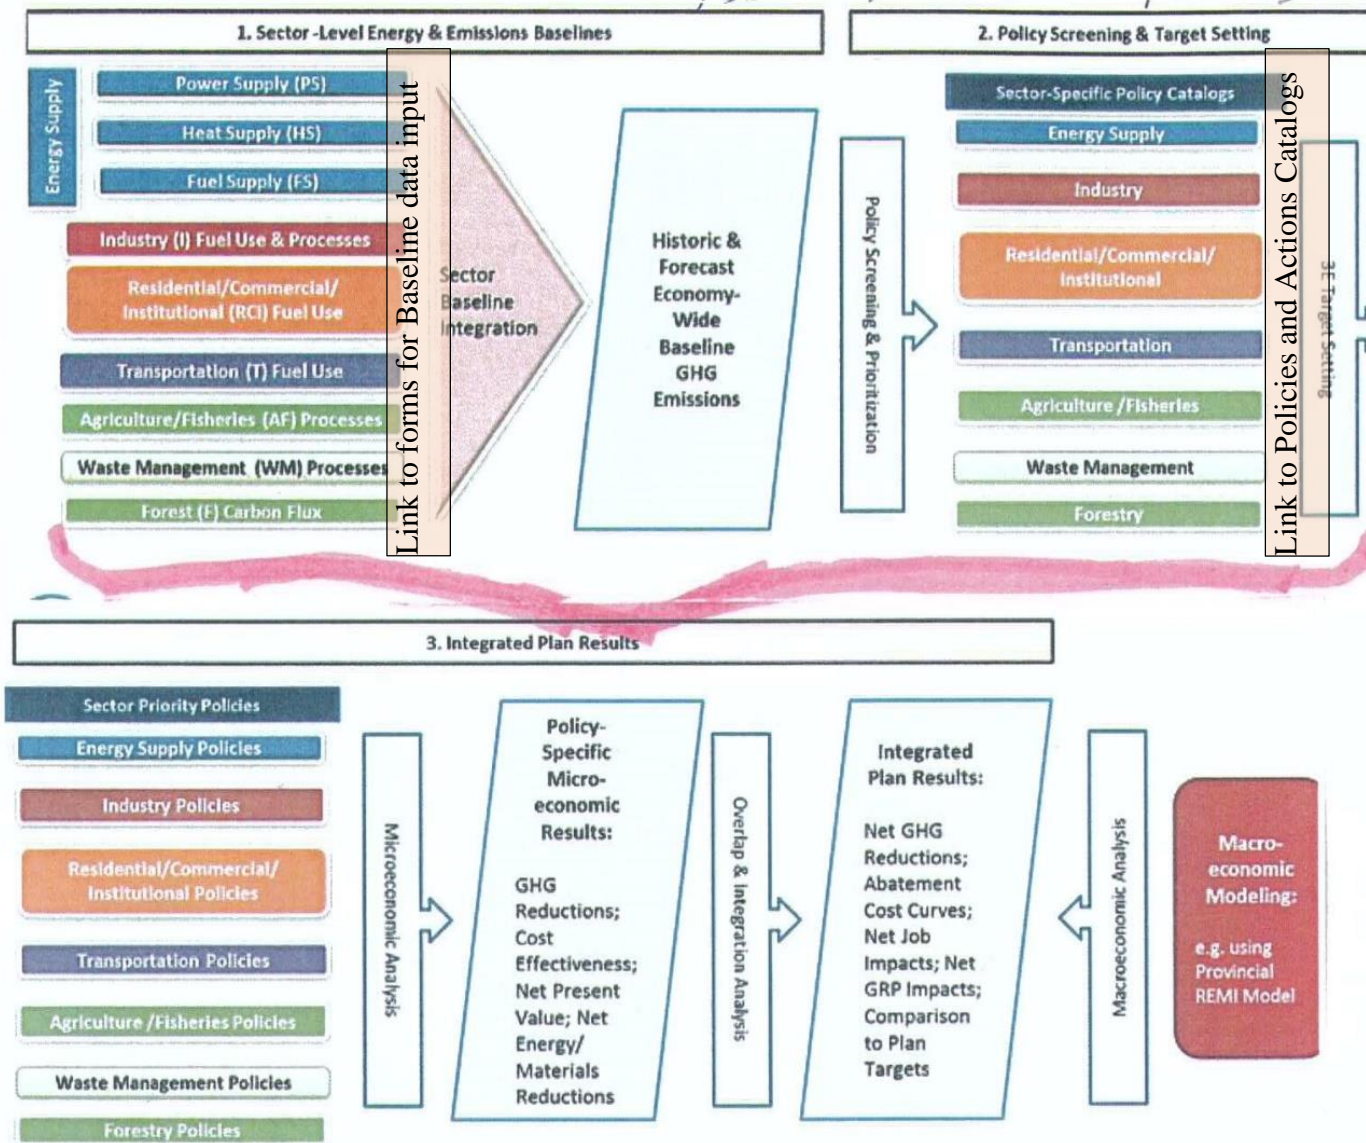 1. Sector -Level Energy & Emissions Baselines
2. Policy Screening & Target Setting
Energy Supply
Power Supply (PS)
Heat Supply (HS)
Fuel Supply (FS)
Industry (I) Fuel Use & Processes
Residential/Commercial/
Institutional (RCI) Fuel Use
Transportation (T) Fuel Use
Agriculture/Fisheries (AF) Processes
Waste Management (WM) Processes
Forest (F) Carbon Flux
Link to forms for Baseline data input
Sector
Baseline
Integration
Historic &
Forecast
Economy-
Wide
Baseline
GHG
Emissions
Policy Screening & Prioritization
Sector-Specific Policy Catalogs
Energy Supply
Industry
Residential/Commercial/
Institutional
Transportation
Agriculture /Fisheries
Waste Management
Forestry
Link to Policies and Actions Catalogs
3E Target Setting
3. Integrated Plan Results
Sector Priority Policies
Energy Supply Policies
Industry Policies
Residential/Commercial/
Institutional Policies
Transportation Policies
Agriculture /Fisheries Policies
Waste Management Policies
Forestry Policies
Microeconomic Analysis
Policy-
Specific
Micro-
economic
Results:
GHG
Reductions;
Cost
Effectiveness;
Net Present
Value; Net
Energy/
Materials
Reductions
Overlap & Integration Analysis
Integrated
Plan Results:
Net GHG
Reductions;
Abatement
Cost Curves;
Net Job
Impacts; Net
GRP Impacts;
Comparison
to Plan
Targets
Macroeconomic Analysis
Macro-
economic
Modeling:
e.g. using
Provincial
REMI Model